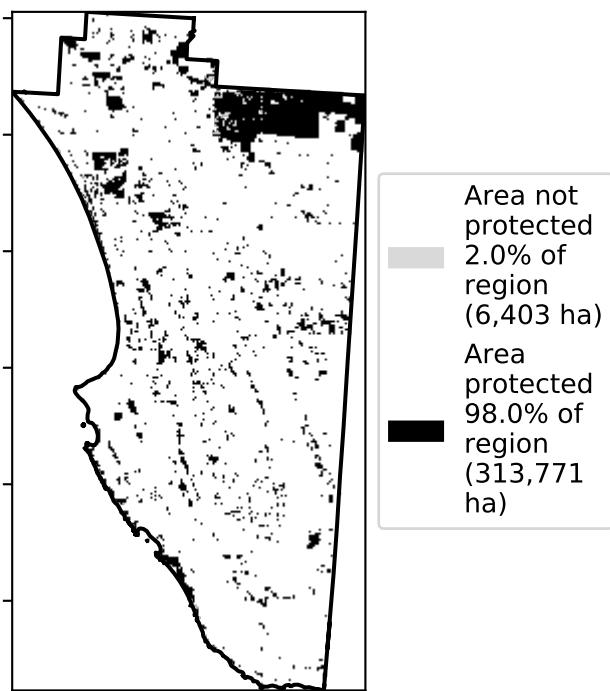 Area not
protected
2.0% of
region
(6,403 ha)
Area
protected
98.0% of
region
(313,771
ha)